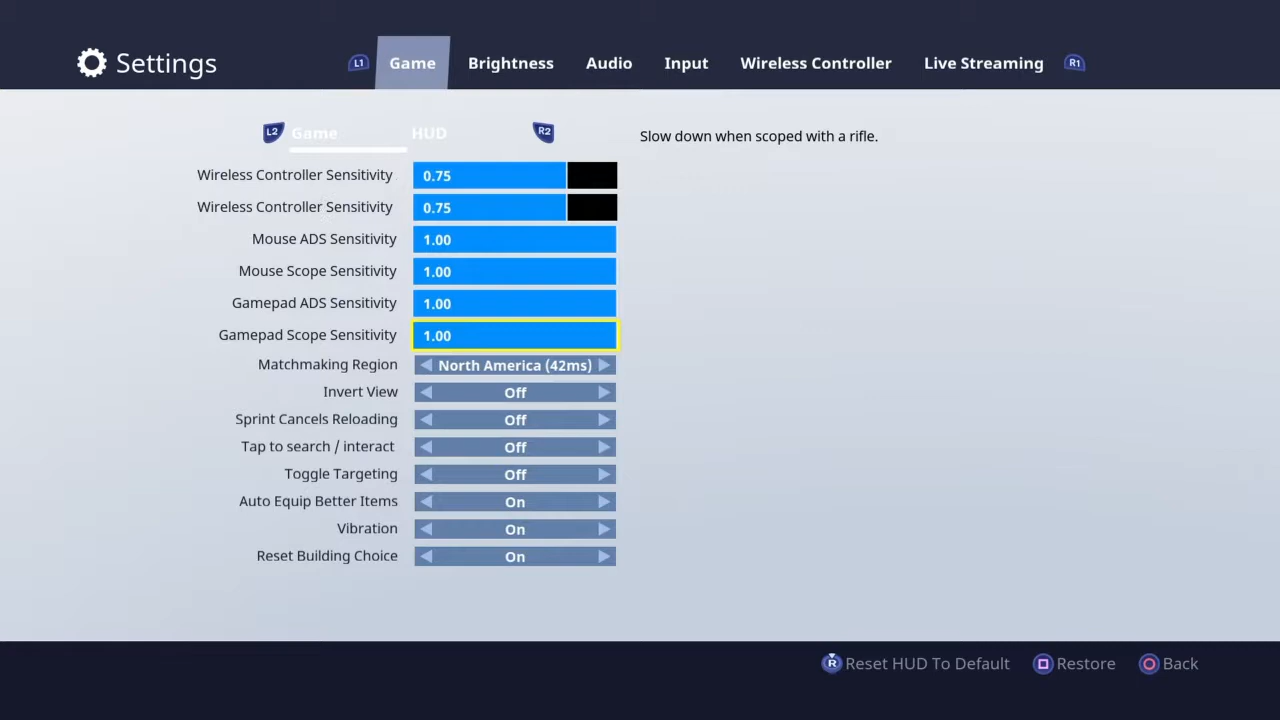 Settings
L1 Game Brightness Audio Input Wireless Controller Live Streaming R1
L2 Game HUD R2
Slow down when scoped with a rifle.
Wireless Controller Sensitivity 0.75
Wireless Controller Sensitivity 0.75
Mouse ADS Sensitivity 1.00
Mouse Scope Sensitivity 1.00
Gamepad ADS Sensitivity 1.00
Gamepad Scope Sensitivity 1.00
Matchmaking Region North America (42ms)
Invert View Off
Sprint Cancels Reloading Off
Tap to search / interact Off
Toggle Targeting Off
Auto Equip Better Items On
Vibration On
Reset Building Choice On
R Reset HUD To Default Restore Back